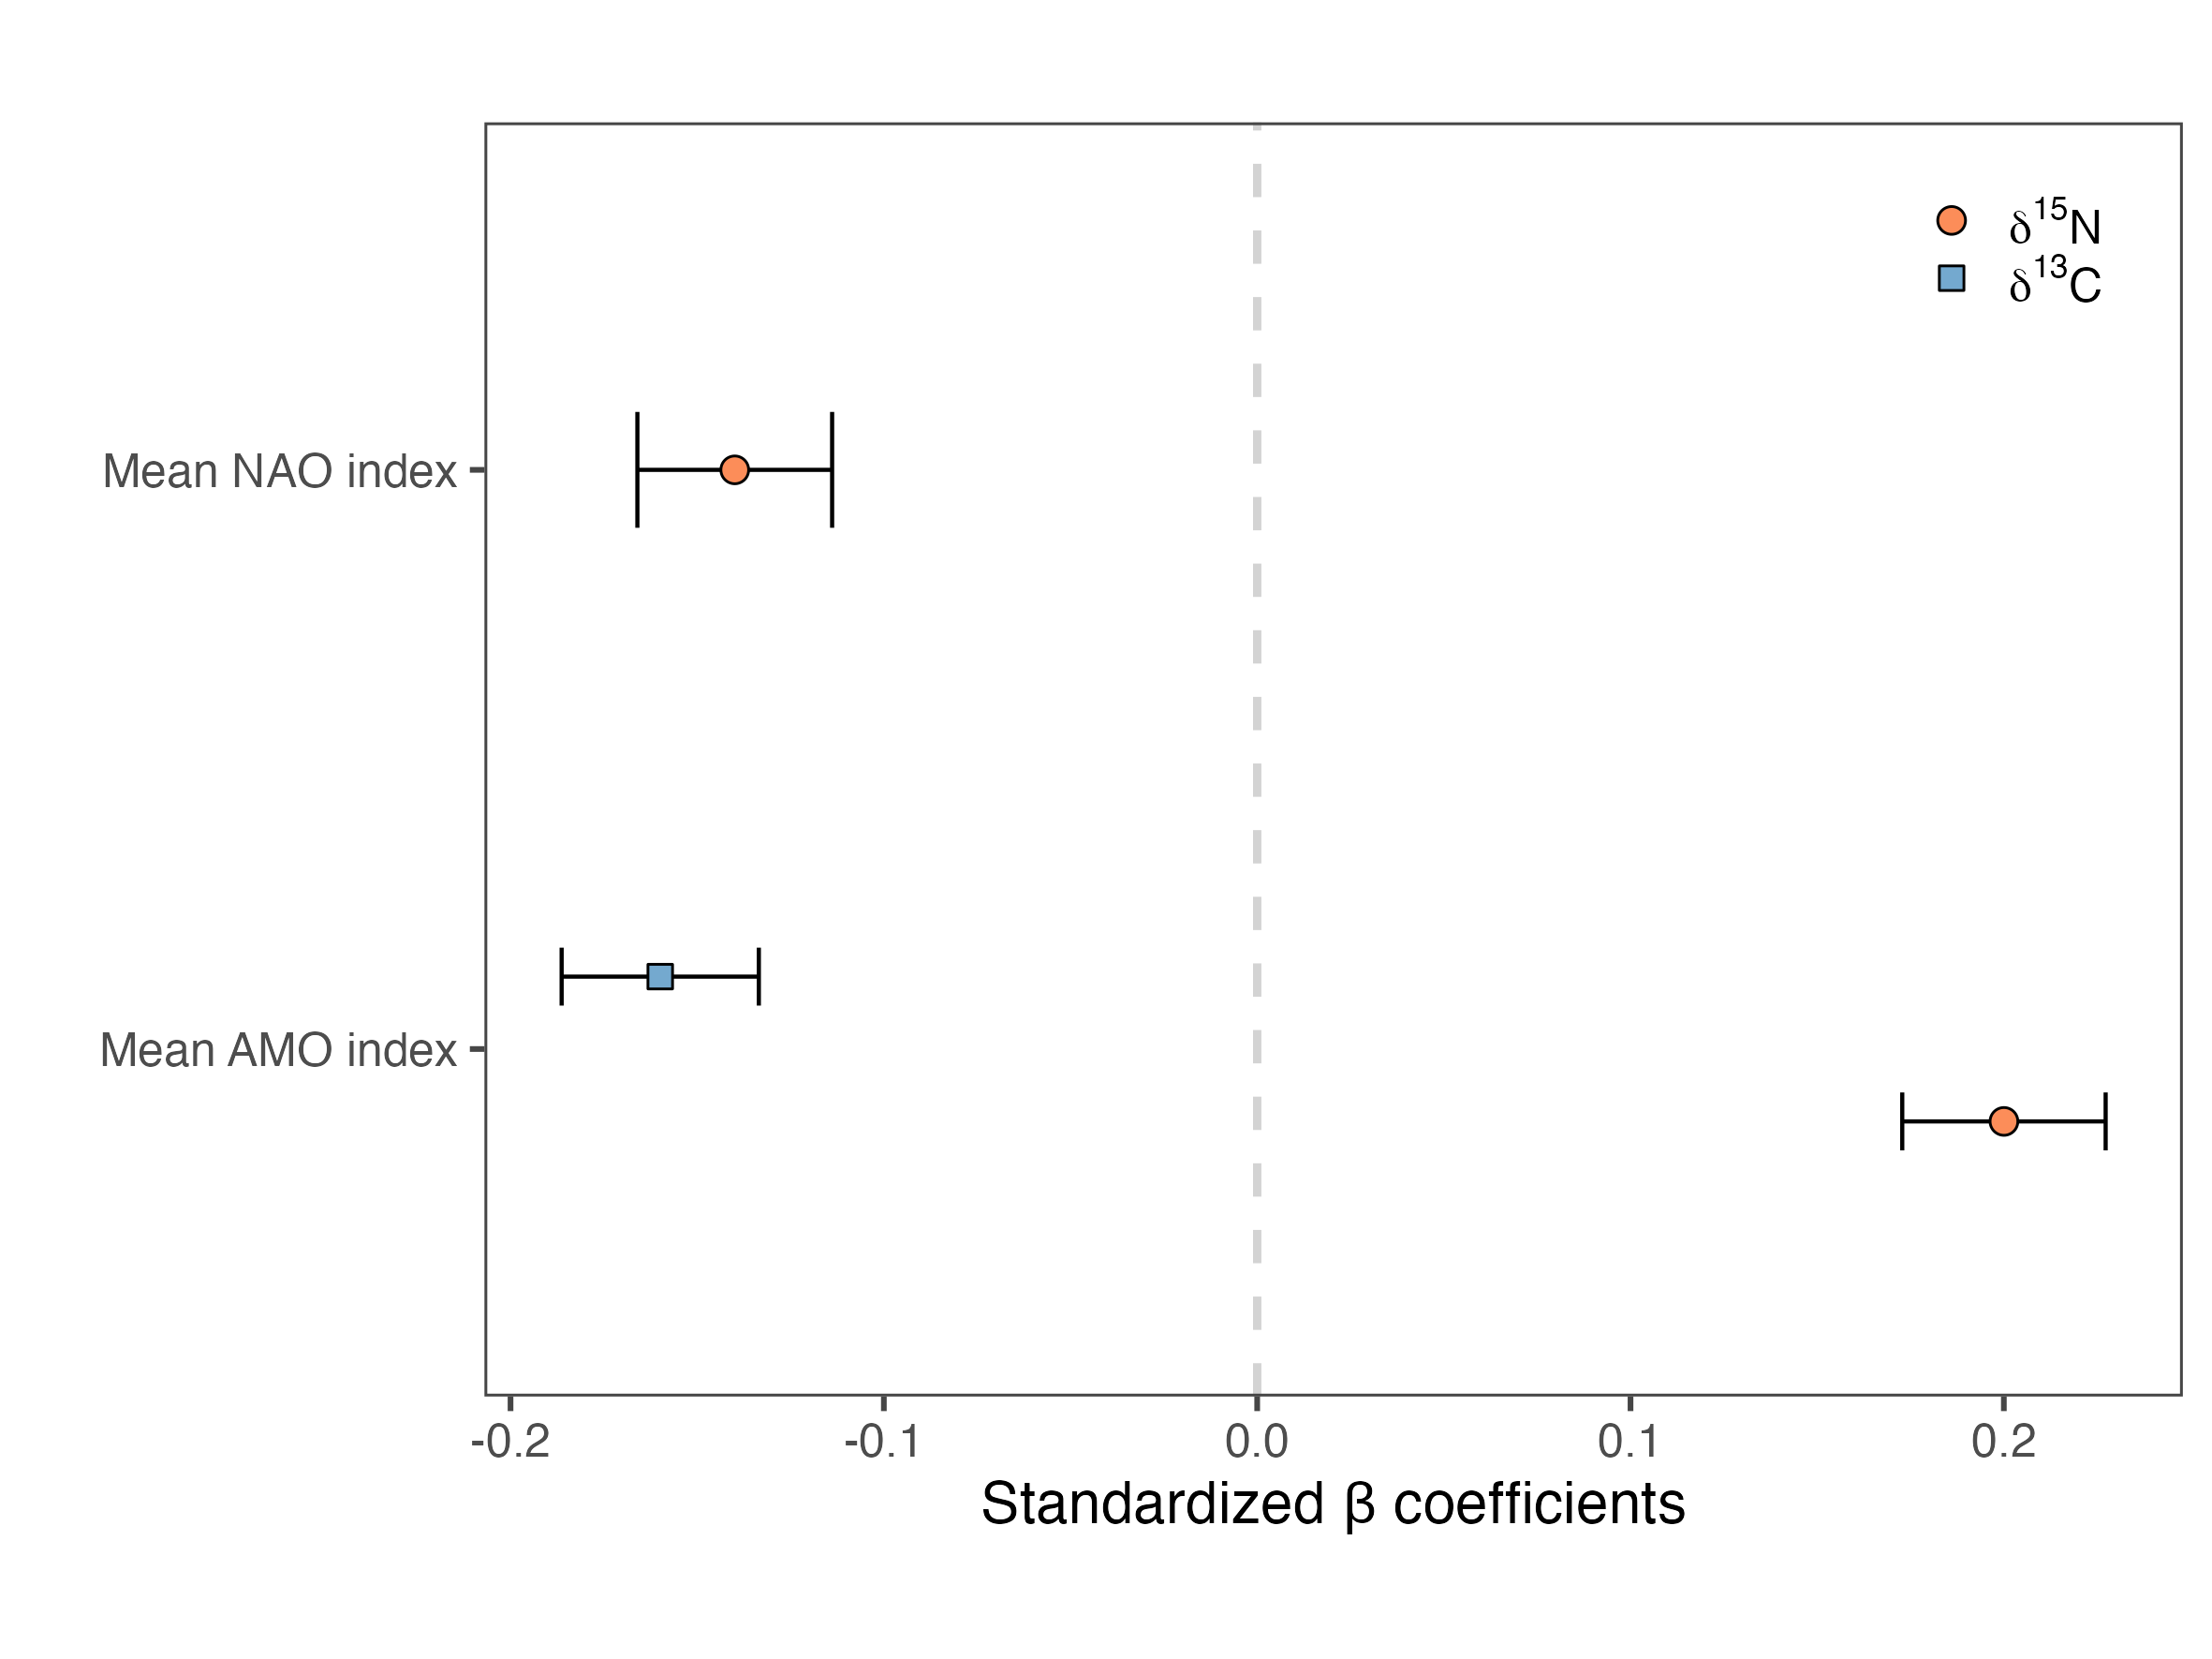 δ¹⁵N
δ¹³C
Mean NAO index
Mean AMO index
-0.2 -0.1 0.0 0.1 0.2
Standardized β coefficients